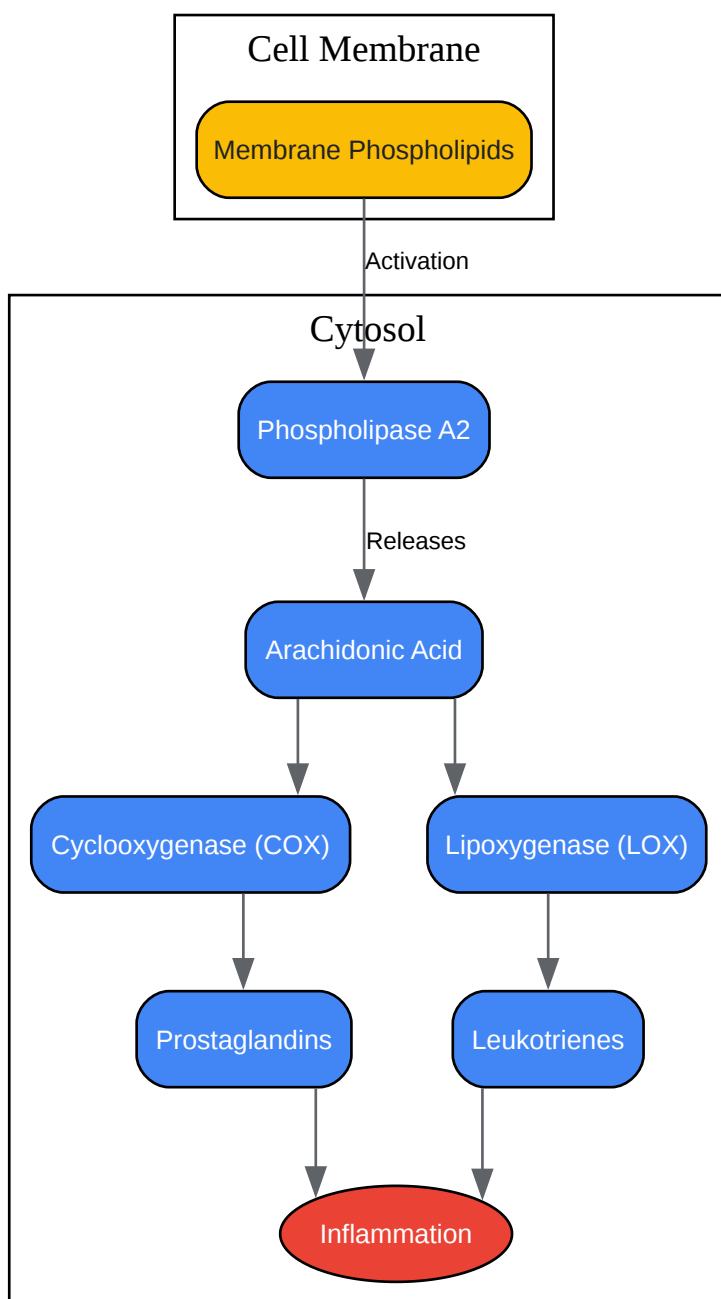 Cell Membrane
Membrane Phospholipids
Activation
Cytosol
Phospholipase A2
Releases
Arachidonic Acid
Cyclooxygenase (COX)
Lipoxygenase (LOX)
Prostaglandins
Leukotrienes
Inflammation